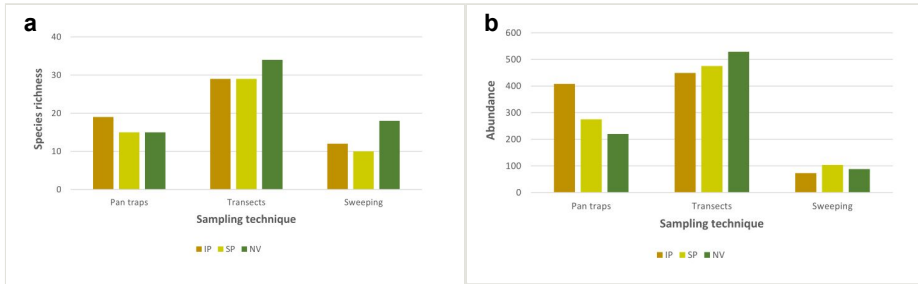 a
40
30
20
10
0
Species richness
Pan traps Transects Sweeping
Sampling technique
IP SP NV
b
600
500
400
300
200
100
0
Abundance
Pan traps Transects Sweeping
Sampling technique
IP SP NV